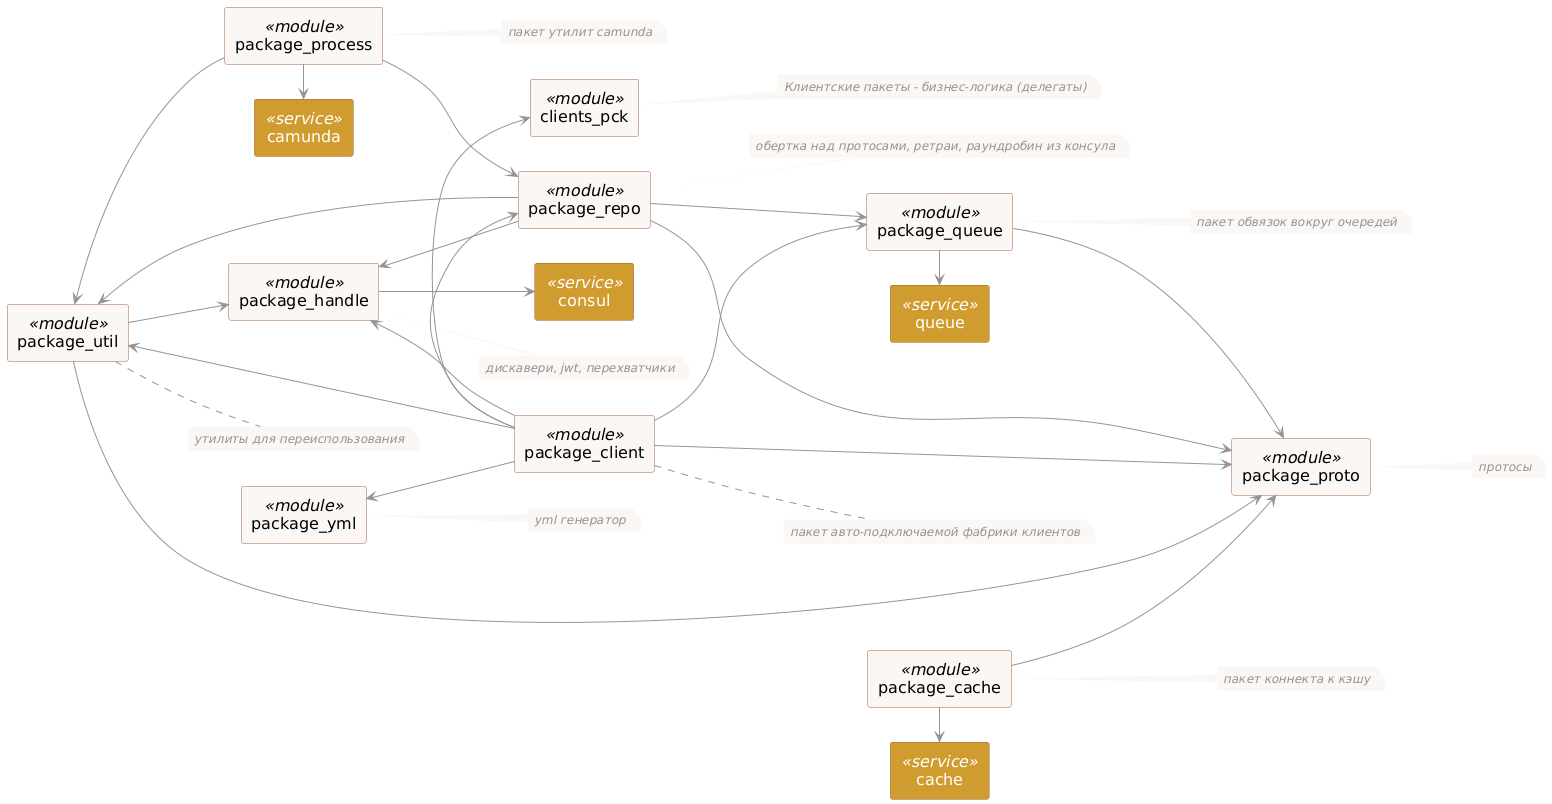 «module»
package_process
пакет утилит camunda
«module»
clients_pck
Клиентские пакеты - бизнес-логика (делегаты)
«service»
camunda
обертка над протосами, ретраи, раундробин из консула
«module»
package_repo
«module»
package_queue
пакет обвязок вокруг очередей
«module»
package_handle
«service»
consul
«service»
queue
«module»
package_util
дискавери, jwt, перехватчики
утилиты для переиспользования
«module»
package_client
«module»
package_proto
протосы
«module»
package_yml
yml генератор
пакет авто-подключаемой фабрики клиентов
«module»
package_cache
пакет коннекта к кэшу
«service»
cache